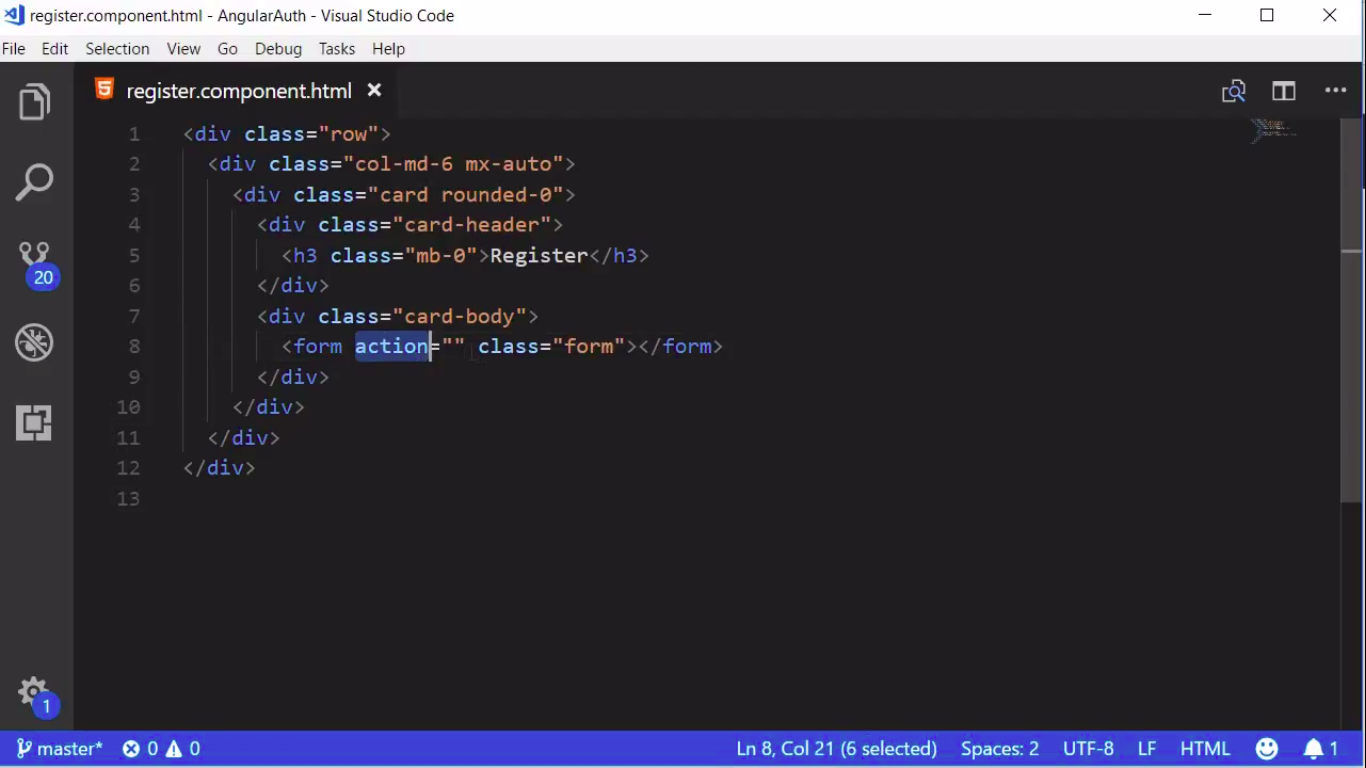 register.component.html - AngularAuth - Visual Studio Code
File Edit Selection View Go Debug Tasks Help
register.component.html
1 <div class="row">
2 <div class="col-md-6 mx-auto">
3 <div class="card rounded-0">
4 <div class="card-header">
5 <h3 class="mb-0">Register</h3>
6 </div>
7 <div class="card-body">
8 <form action="" class="form"></form>
9 </div>
10 </div>
11 </div>
12 </div>
13
20
1
master* 0 0 Ln 8, Col 21 (6 selected) Spaces: 2 UTF-8 LF HTML 1